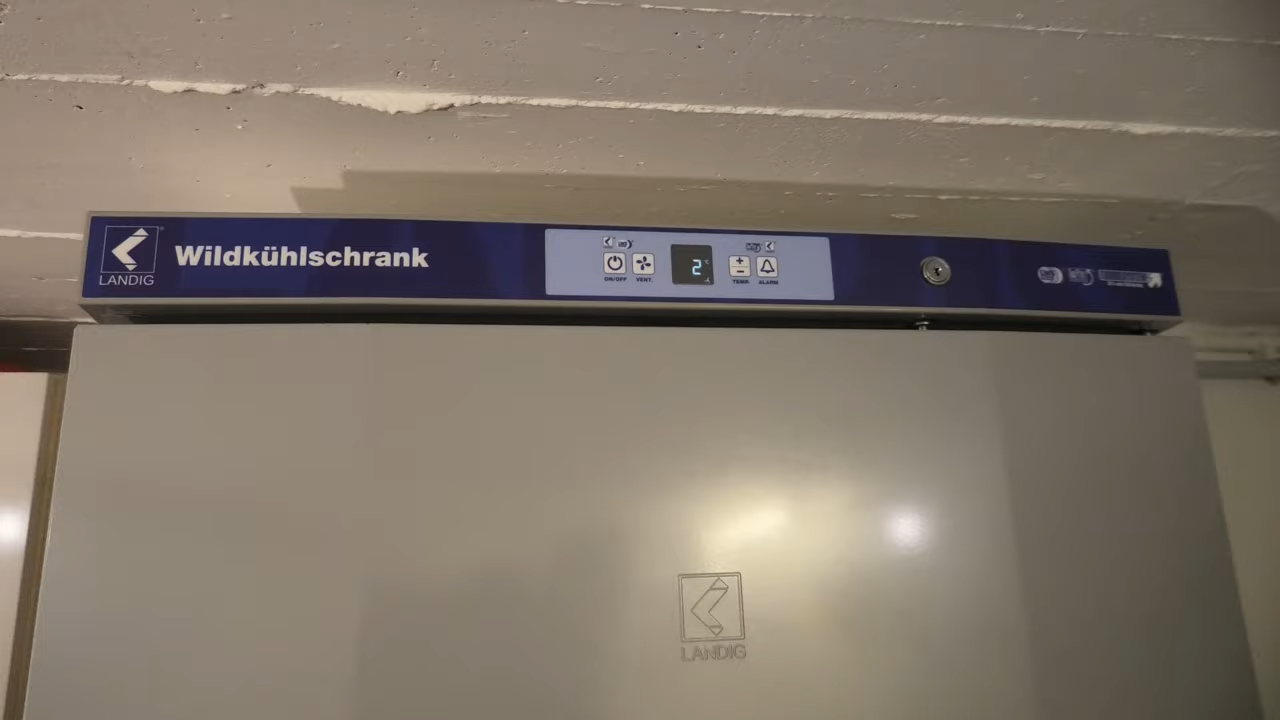 LANDIG
Wildkühlschrank
ON/OFF
VENT.
2
°C
TEMP.
ALARM
LANDIG